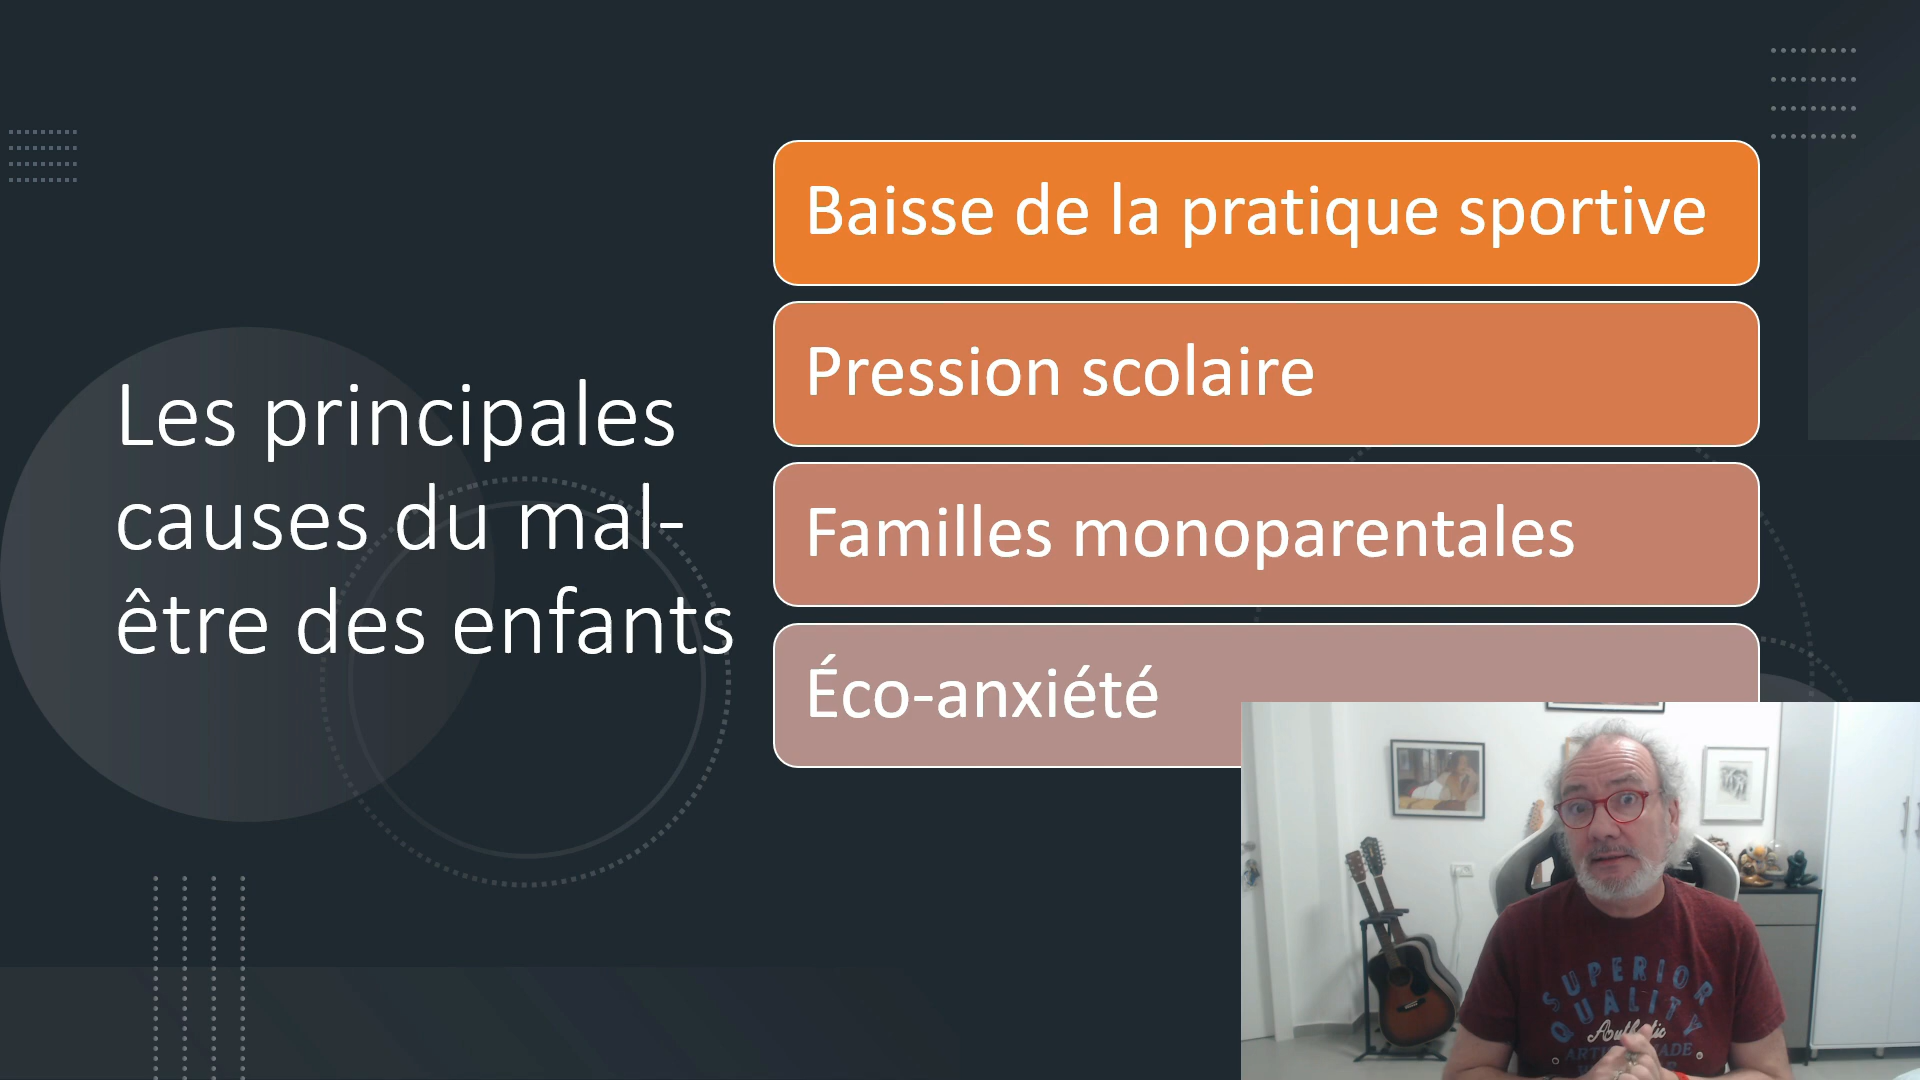 Les principales
causes du mal-
être des enfants
Baisse de la pratique sportive
Pression scolaire
Familles monoparentales
Éco-anxiété
SUPERIOR
QUALITY
Authentic